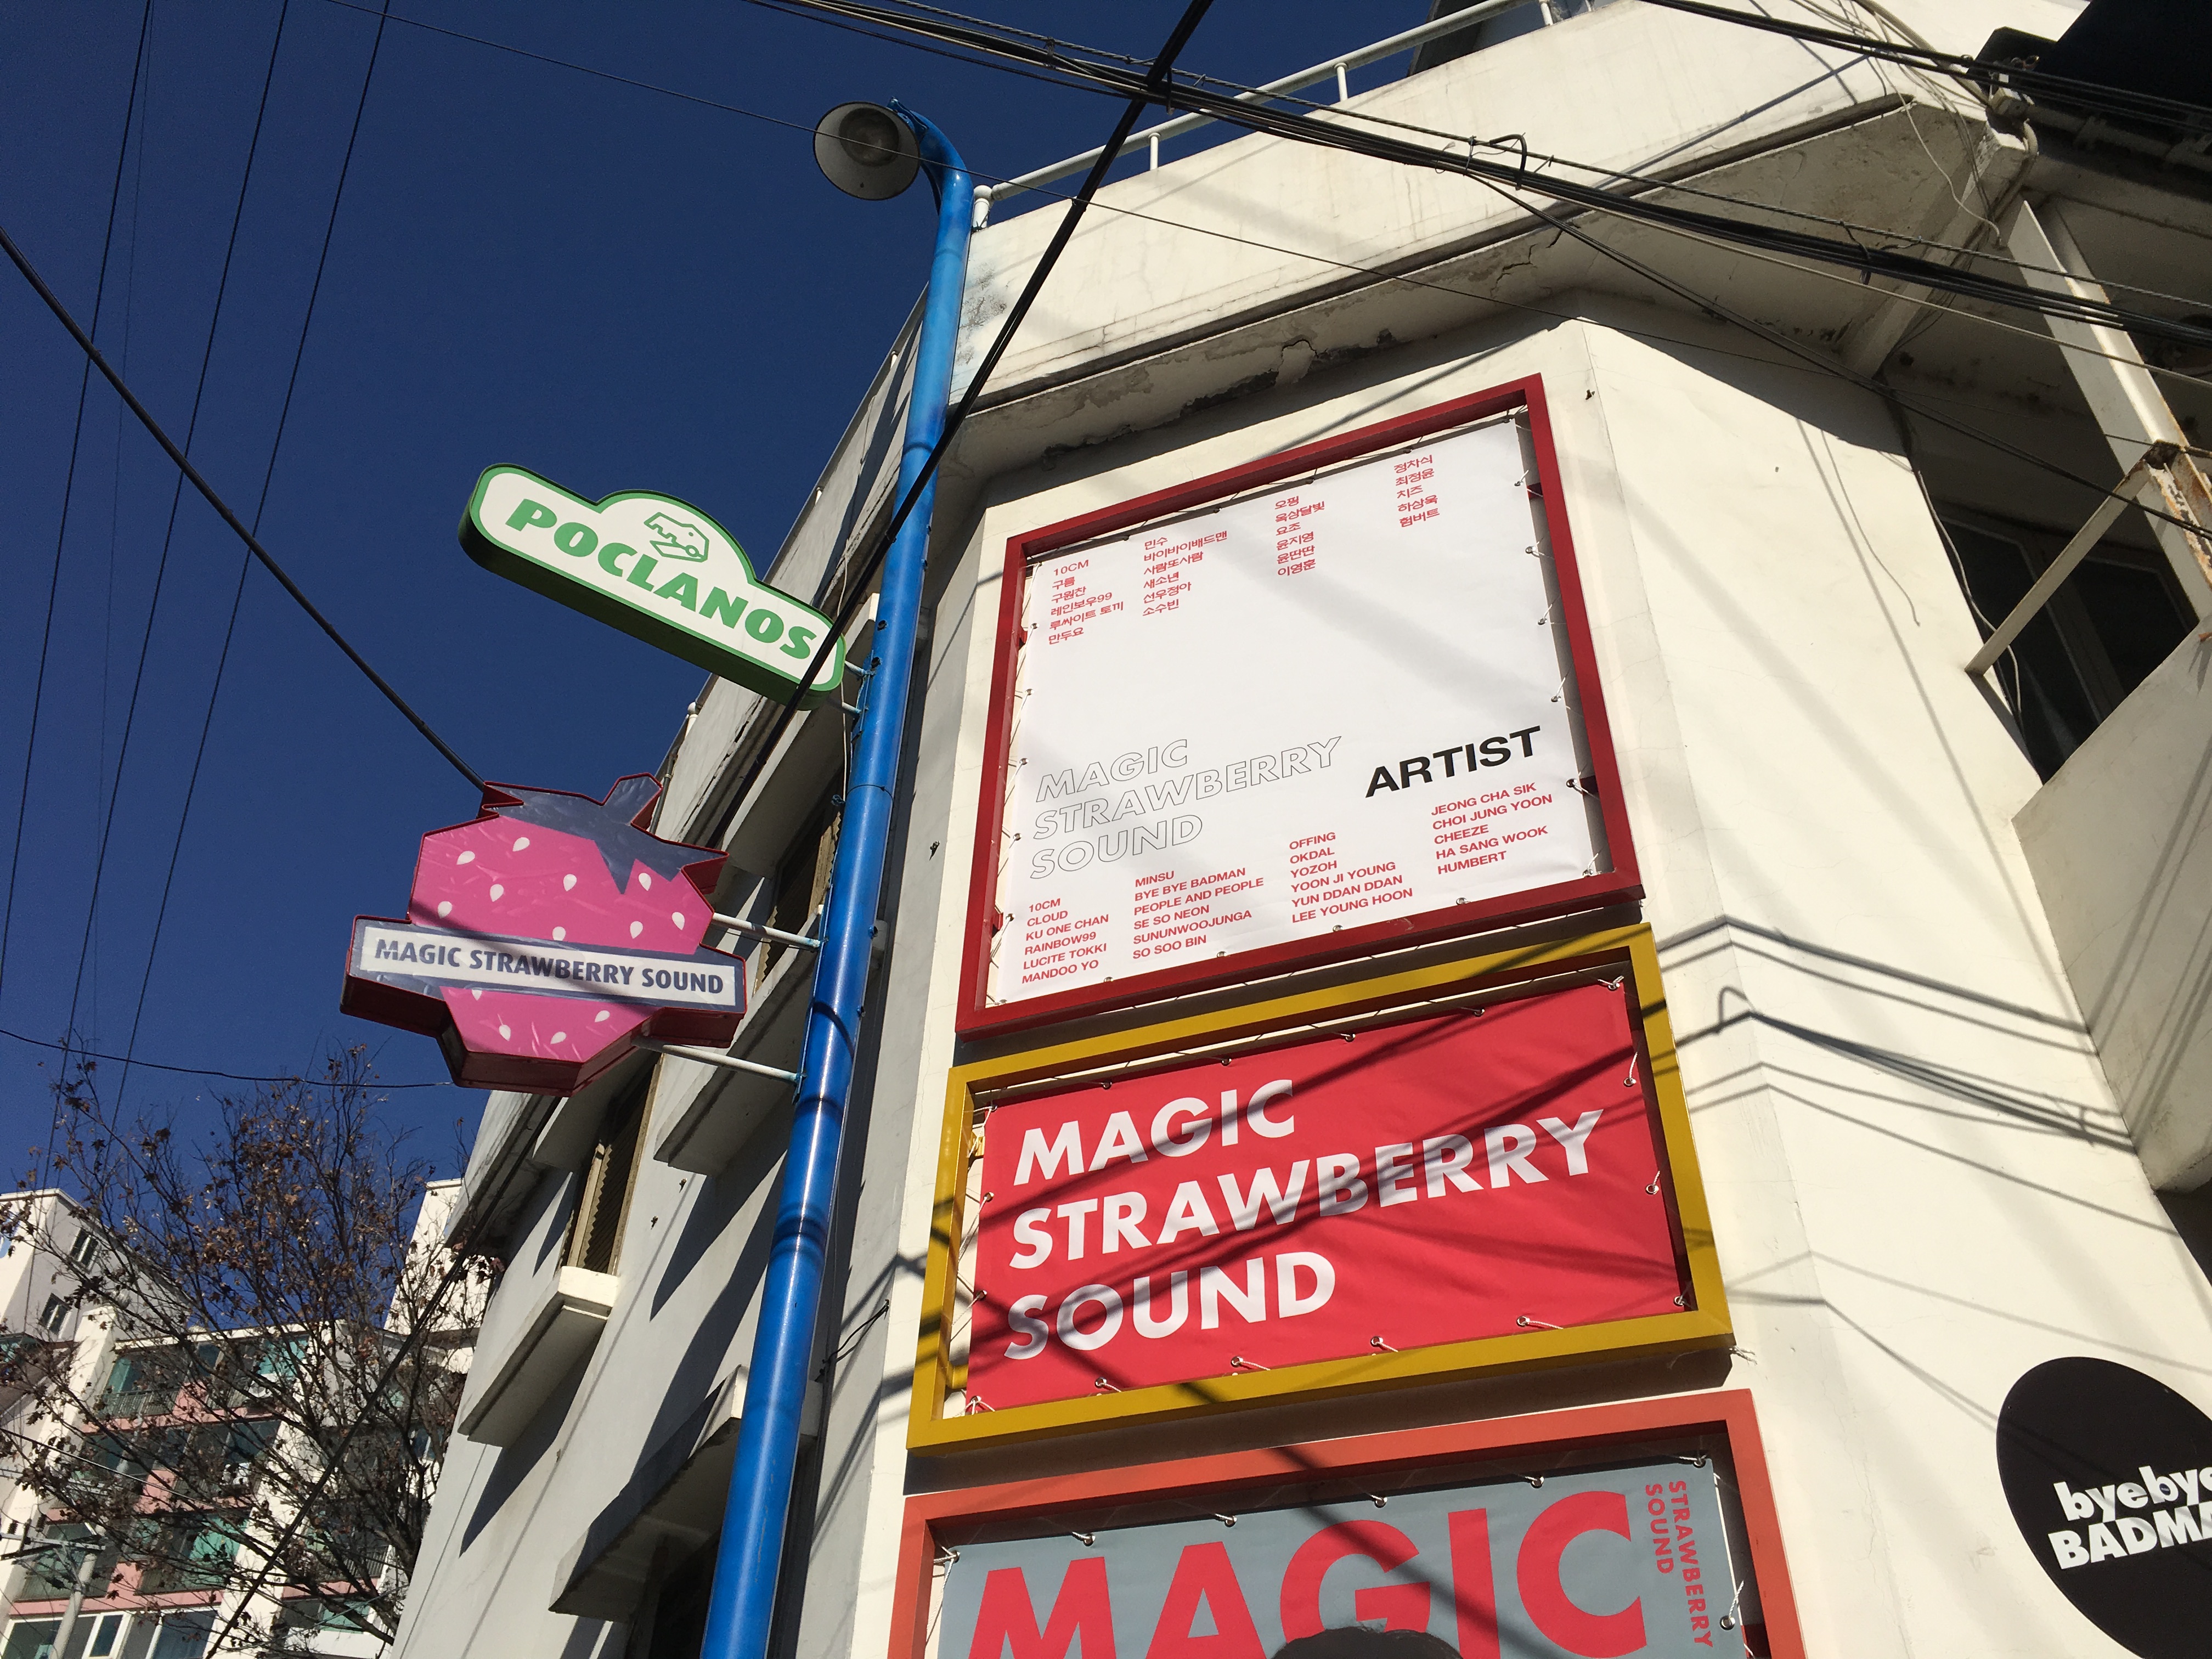 POCLANOS
MAGIC STRAWBERRY SOUND
10CM
구름
구원찬
레인보우99
루싸이트 토끼
만두요
민수
바이바이배드맨
사람또사람
새소년
선우정아
소수빈
오핑
옥상달빛
요조
윤지영
윤딴딴
이영훈
정차식
최정윤
치즈
하상욱
험버트
MAGIC
STRAWBERRY
SOUND
ARTIST
10CM
CLOUD
KU ONE CHAN
RAINBOW99
LUCITE TOKKI
MANDOO YO
MINSU
BYE BYE BADMAN
PEOPLE AND PEOPLE
SE SO NEON
SUNUNWOOJUNGA
SO SOO BIN
OFFING
OKDAL
YOZOH
YOON JI YOUNG
YUN DDAN DDAN
LEE YOUNG HOON
JEONG CHA SIK
CHOI JUNG YOON
CHEEZE
HA SANG WOOK
HUMBERT
MAGIC
STRAWBERRY
SOUND
MAGIC
STRAWBERRY
SOUND
byebye
BADMA